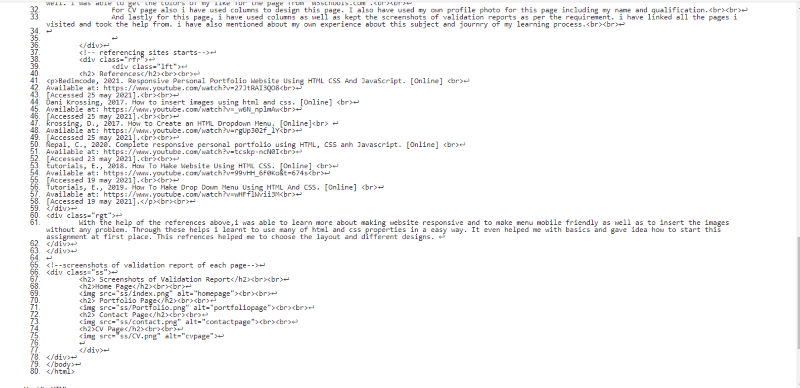 well. i was able to get the colors of my like for the page from "W3Schools.com".<br><br>↩
32. For CV page also i have used columns to design this page. I also have used my own profile photo for this page including my name and qualification.<br><br>↩
33. And lastly for this page, i have used columns as well as kept the screenshots of validation reports as per the requirement. i have linked all the pages i
visited and took the help from. i have also mentioned about my own experience about this subject and journry of my learning process.<br><br>↩
34. ↩
35. ↩
36. </div>↩
37. <!-- referencing sites starts-->↩
38. <div class="rfr">↩
39. <div class="lft">↩
40. <h2> References</h2><br><br>↩
41. <p>Bedimcode, 2021. Responsive Personal Portfolio Website Using HTML CSS And JavaScript. [Online] <br>↩
42. Available at: https://www.youtube.com/watch?v=27JtRAI3QO8<br>↩
43. [Accessed 25 may 2021].<br><br>↩
44. Dani Krossing, 2017. How to insert images using html and css. [Online] <br>↩
45. Available at: https://www.youtube.com/watch?v=_w6N_nplmAw<br>↩
46. [Accessed 25 may 2021].<br><br>↩
47. krossing, D., 2017. How to Create an HTML Dropdown Menu. [Online]<br> ↩
48. Available at: https://www.youtube.com/watch?v=rgUp302f_lY<br>↩
49. [Accessed 25 may 2021].<br><br>↩
50. Nepal, C., 2020. Complete responsive personal portfolio using HTML, CSS anh Javascript. [Online] <br>↩
51. Available at: https://www.youtube.com/watch?v=tcskp-ncN0I<br>↩
52. [Accessed 23 may 2021].<br><br>↩
53. tutorials, E., 2018. How To Make Website Using HTML CSS. [Online] <br>↩
54. Available at: https://www.youtube.com/watch?v=99vHH_6F0Ko&t=674s<br>↩
55. [Accessed 19 may 2021].<br><br>↩
56. Tutorials, E., 2019. How To Make Drop Down Menu Using HTML And CSS. [Online] <br>↩
57. Available at: https://www.youtube.com/watch?v=wHFflWvii3M<br>↩
58. [Accessed 19 may 2021].</p><br><br>↩
59. </div>↩
60. <div class="rgt">↩
61. With the help of the references above,i was able to learn more about making website responsive and to make menu mobile friendly as well as to insert the images
without any problem. Through these helps i learnt to use many of html and css properties in a easy way. It even helped me with basics and gave idea how to start this
assignment at first place. This refrences helped me to choose the layout and different designs. ↩
62. </div>↩
63. </div>↩
64. ↩
65. <!--screenshots of validation report of each page-->↩
66. <div class="ss">↩
67. <h2> Screenshots of Validation Report</h2><br><br>↩
68. <h2>Home Page</h2><br><br>↩
69. <img src="ss/index.png" alt="homepage"><br><br>↩
70. <h2> Portfolio Page</h2><br><br>↩
71. <img src="ss/Portfolio.png" alt="portfoliopage"><br><br>↩
72. <h2> Contact Page</h2><br><br>↩
73. <img src="ss/contact.png" alt="contactpage"><br><br>↩
74. <h2>CV Page</h2><br><br>↩
75. <img src="ss/CV.png" alt="cvpage">↩
76. ↩
77. </div>↩
78. </div>↩
79. </body>↩
80. </html>